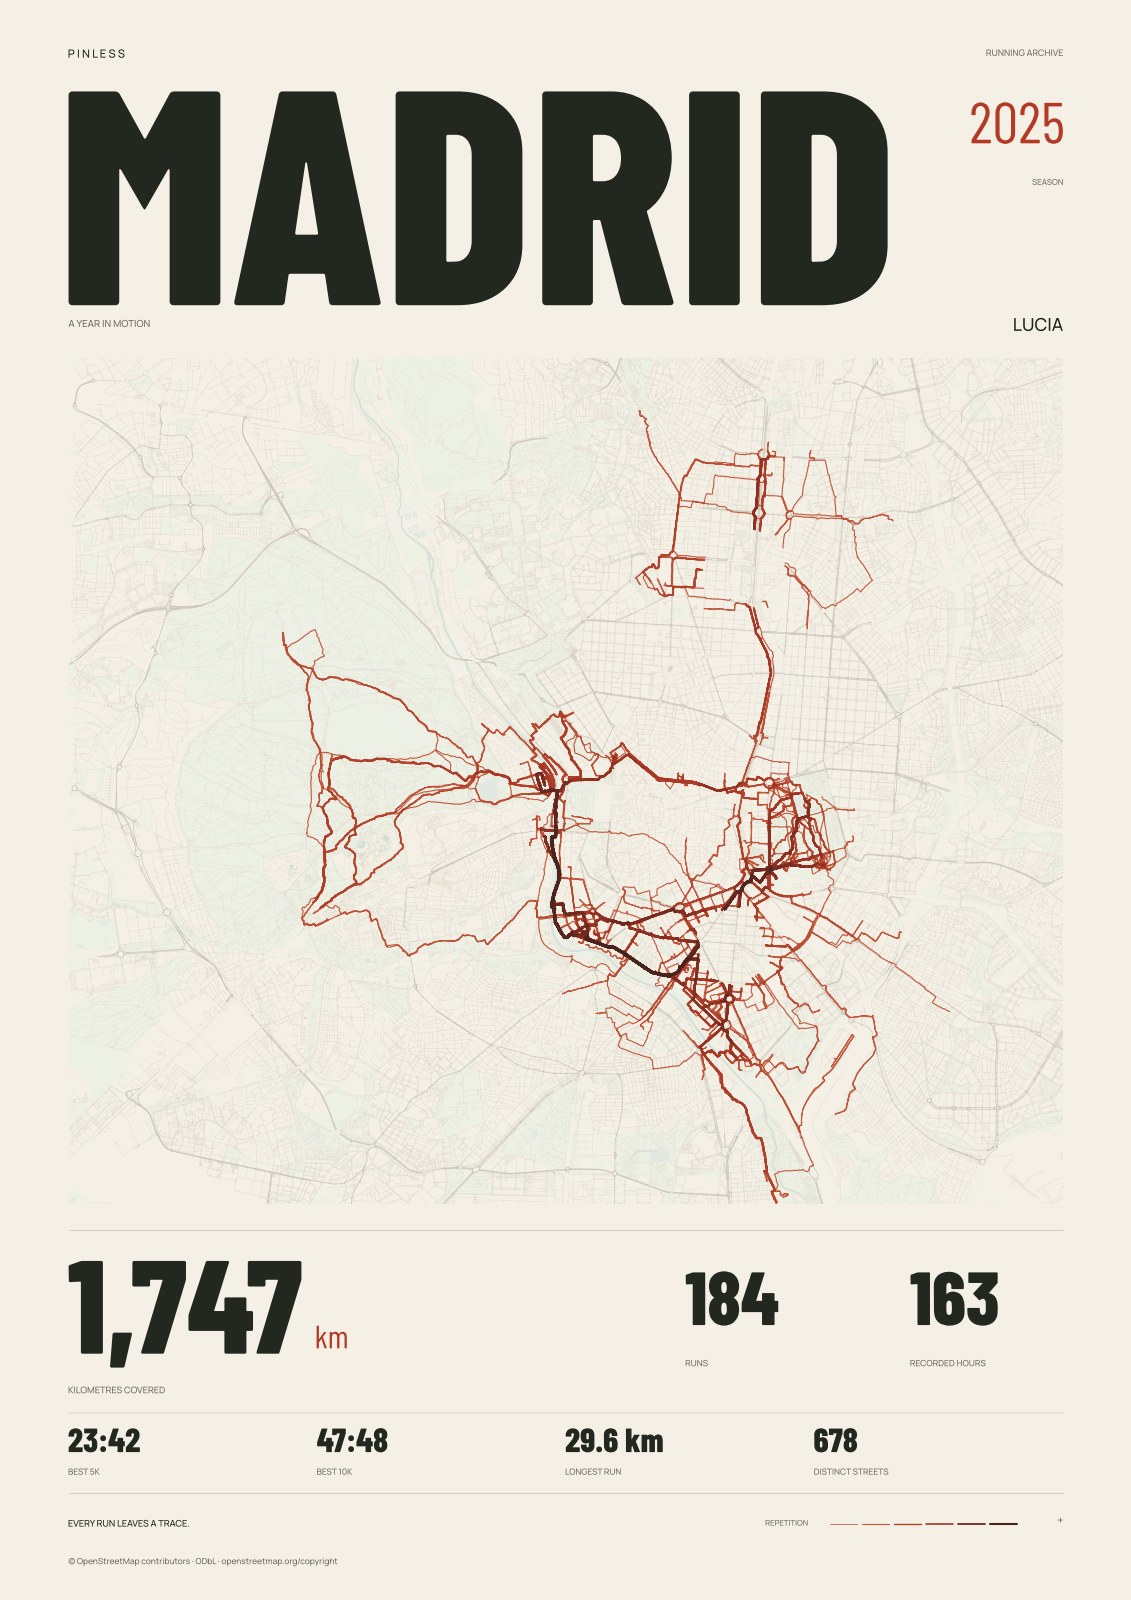 PINLESS
RUNNING ARCHIVE
MADRID
2025
SEASON
A YEAR IN MOTION
LUCIA
1,747 km
KILOMETRES COVERED
184
RUNS
163
RECORDED HOURS
23:42
BEST 5K
47:48
BEST 10K
29.6 km
LONGEST RUN
678
DISTINCT STREETS
EVERY RUN LEAVES A TRACE.
REPETITION
+
© OpenStreetMap contributors · ODbL · openstreetmap.org/copyright